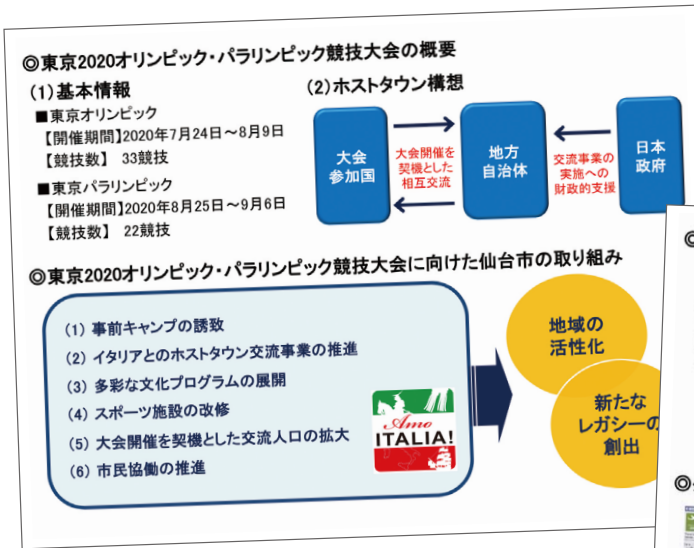 ◎東京2020オリンピック・パラリンピック競技大会の概要
(1)基本情報
■東京オリンピック
【開催期間】2020年7月24日～8月9日
【競技数】 33競技
■東京パラリンピック
【開催期間】2020年8月25日～9月6日
【競技数】 22競技
(2)ホストタウン構想
大会
参加国
大会開催を
契機とした
相互交流
地方
自治体
交流事業の
実施への
財政的支援
日本
政府
◎東京2020オリンピック・パラリンピック競技大会に向けた仙台市の取り組み
(1) 事前キャンプの誘致
(2) イタリアとのホストタウン交流事業の推進
(3) 多彩な文化プログラムの展開
(4) スポーツ施設の改修
(5) 大会開催を契機とした交流人口の拡大
(6) 市民協働の推進
Amo
ITALIA!
地域の
活性化
新たな
レガシーの
創出
◎
◎